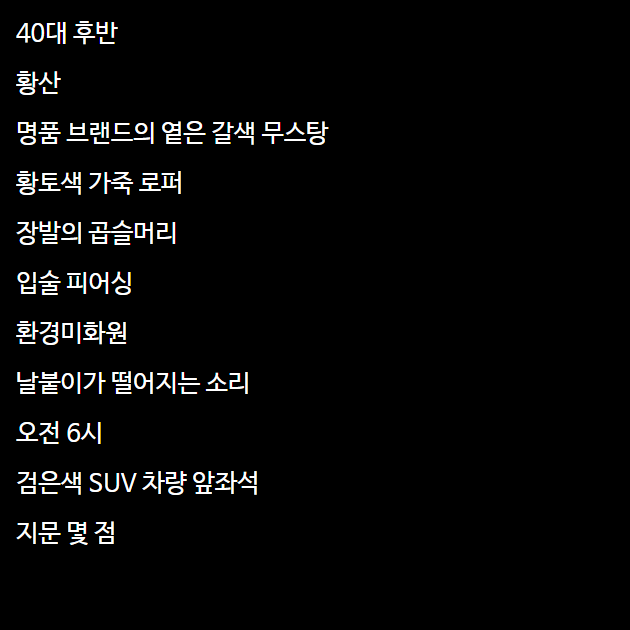 40대 후반
황산
명품 브랜드의 옅은 갈색 무스탕
황토색 가죽 로퍼
장발의 곱슬머리
입술 피어싱
환경미화원
날붙이가 떨어지는 소리
오전 6시
검은색 SUV 차량 앞좌석
지문 몇 점